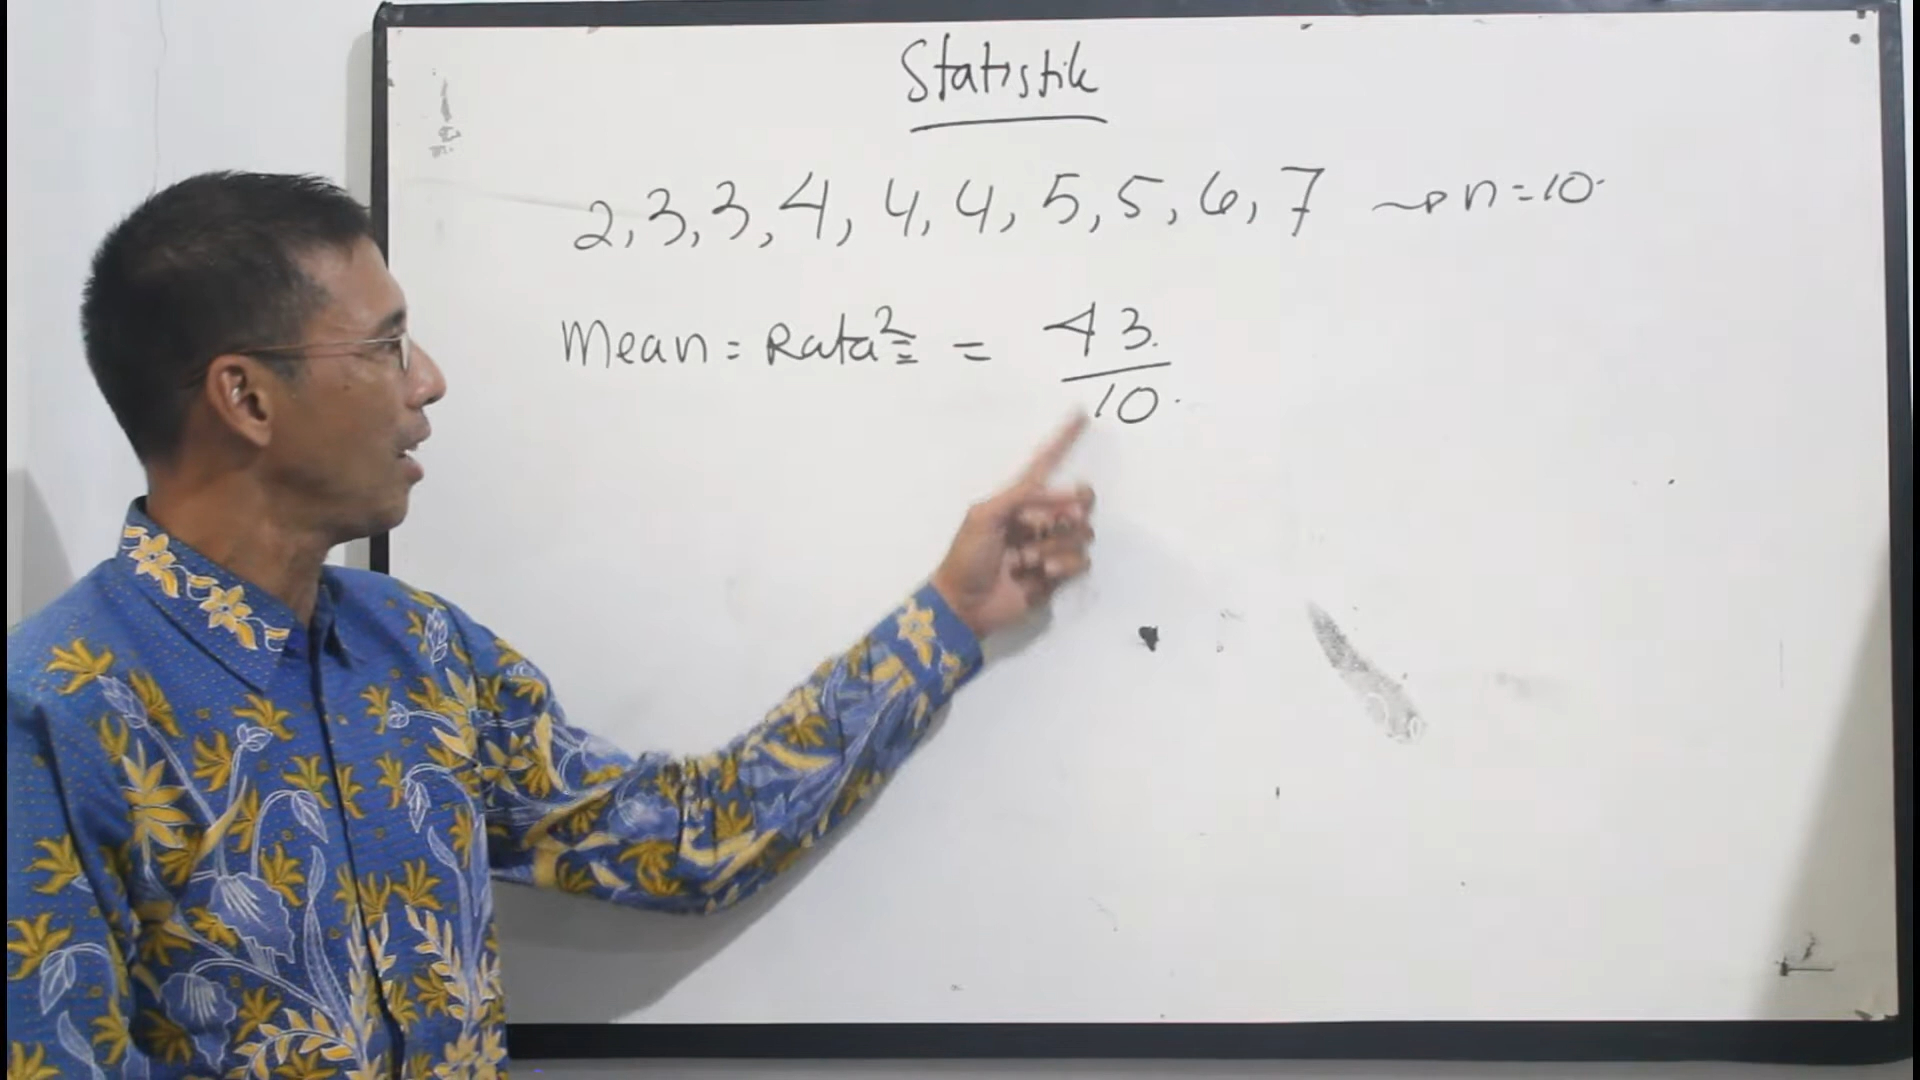 Statistik
2, 3, 3, 4, 4, 4, 5, 5, 6, 7 → n = 10
Mean = Rata² = = 43/10